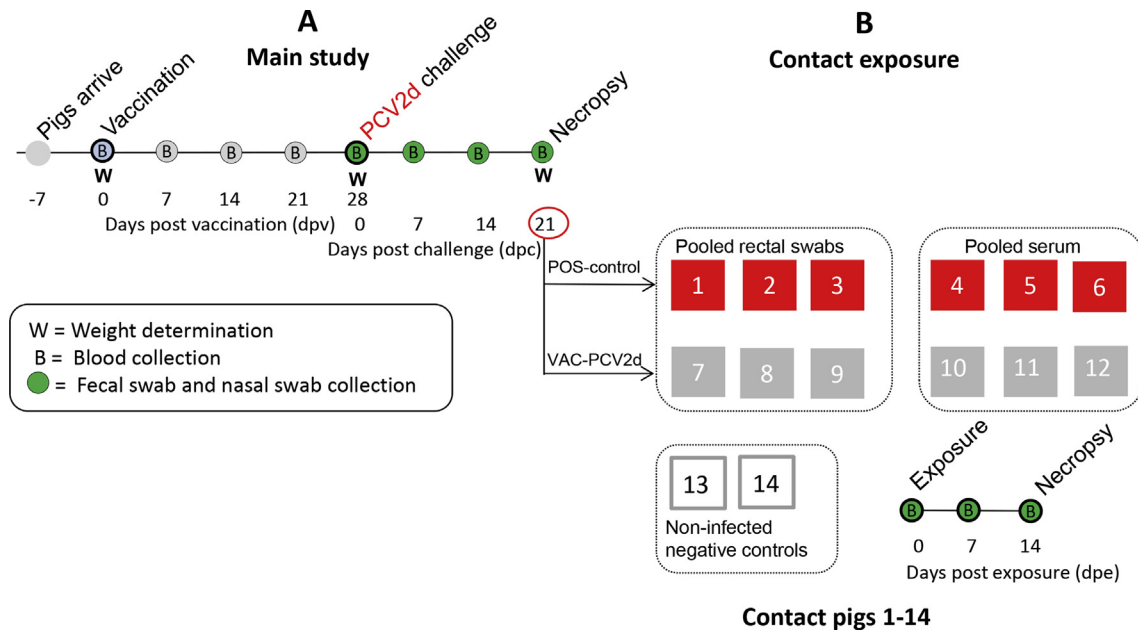 A
Main study
Pigs arrive
Vaccination
PCV2d challenge
Necropsy
B B B B B B B B
W W W
-7 0 7 14 21 28
Days post vaccination (dpv) 0 7 14 21
Days post challenge (dpc)
W = Weight determination
B = Blood collection
= Fecal swab and nasal swab collection
B
Contact exposure
POS-control
VAC-PCV2d
Pooled rectal swabs
1 2 3
7 8 9
Pooled serum
4 5 6
10 11 12
13 14
Non-infected
negative controls
Exposure
Necropsy
B B B
0 7 14
Days post exposure (dpe)
Contact pigs 1-14